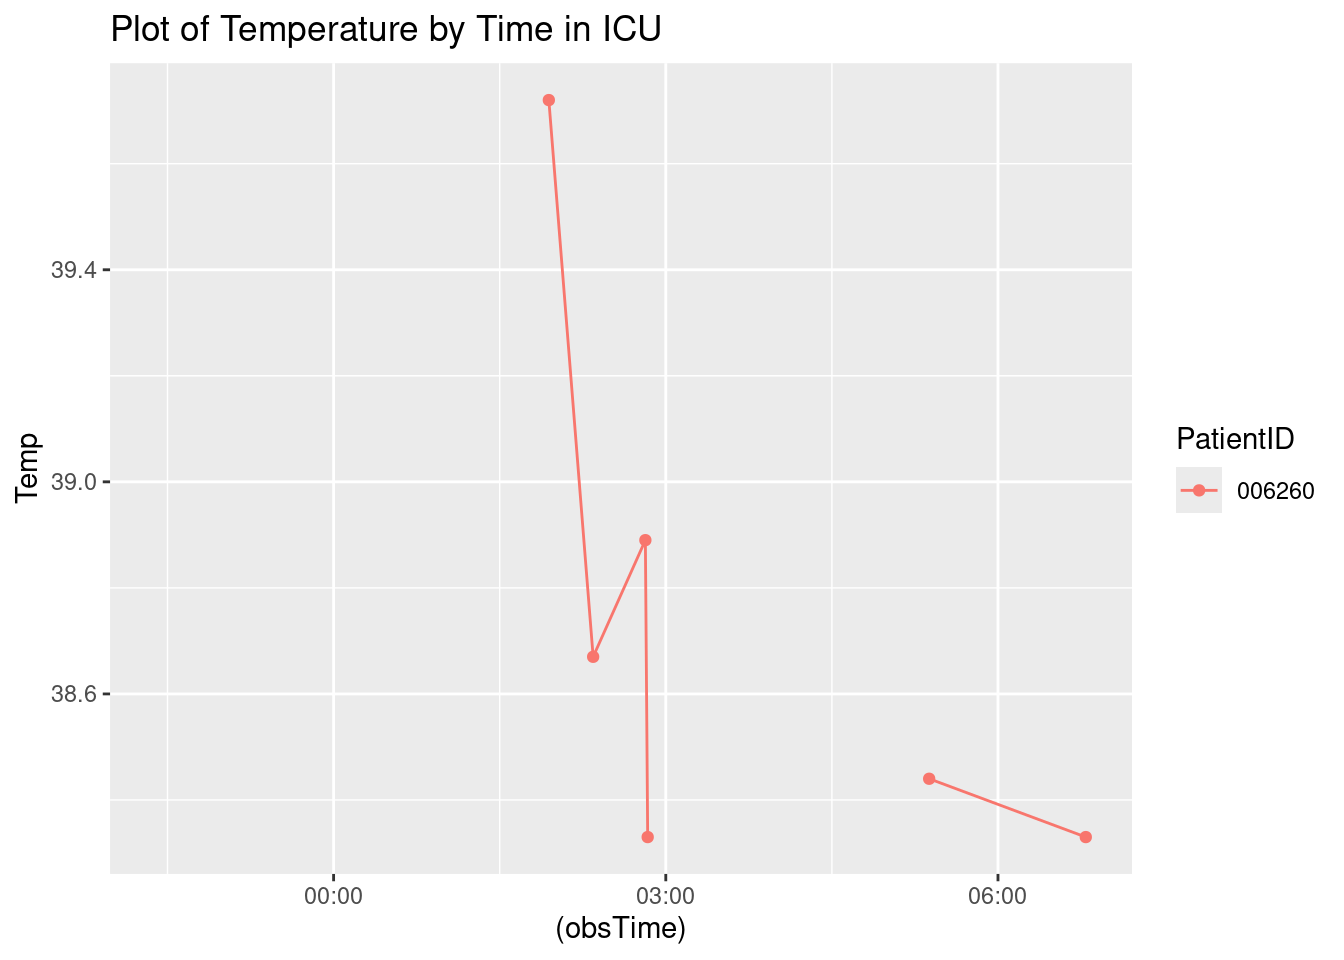 Plot of Temperature by Time in ICU
39.4
39.0
38.6
Temp
00:00
03:00
06:00
(obsTime)
PatientID
006260